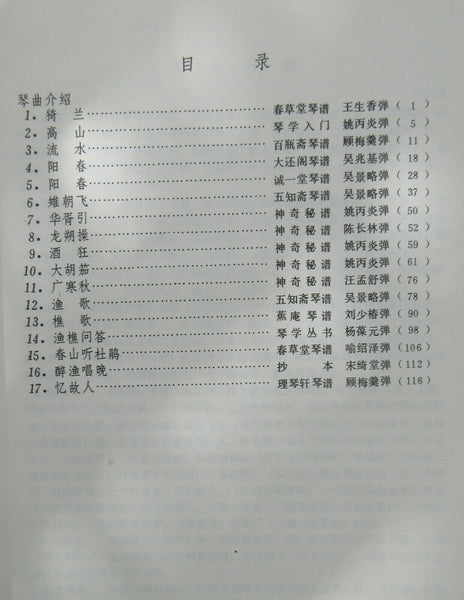 目 录
琴曲介绍
1. 猗 兰 春草堂琴谱 王生香弹 ( 1 )
2. 高 山 琴学入门 姚丙炎弹 ( 5 )
3. 流 水 百瓶斋琴谱 顾梅羹弹 ( 11 )
4. 阳 春 大还阁琴谱 吴兆基弹 ( 18 )
5. 阳 春 诚一堂琴谱 吴景略弹 ( 28 )
6. 雉朝飞 五知斋琴谱 吴景略弹 ( 37 )
7. 华胥引 神奇秘谱 姚丙炎弹 ( 50 )
8. 龙朔操 神奇秘谱 陈长林弹 ( 52 )
9. 酒 狂 神奇秘谱 姚丙炎弹 ( 59 )
10. 大胡笳 神奇秘谱 姚丙炎弹 ( 61 )
11. 广寒秋 神奇秘谱 汪孟舒弹 ( 76 )
12. 渔 歌 五知斋琴谱 吴景略弹 ( 78 )
13. 樵 歌 蕉庵琴谱 刘少椿弹 ( 90 )
14. 渔樵问答 琴学丛书 杨葆元弹 ( 98 )
15. 春山听杜鹃 春草堂琴谱 喻绍泽弹 ( 106 )
16. 醉渔唱晚 抄 本 宋绮堂弹 ( 112 )
17. 忆故人 理琴轩琴谱 顾梅羹弹 ( 116 )